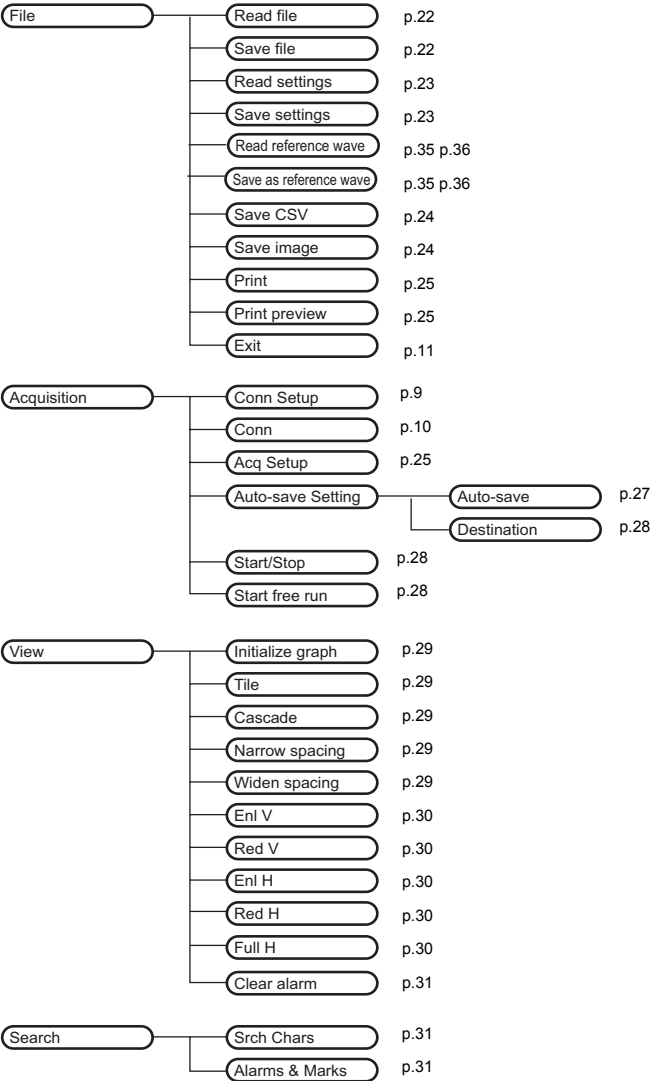 File Read file p.22
Save file p.22
Read settings p.23
Save settings p.23
Read reference wave p.35 p.36
Save as reference wave p.35 p.36
Save CSV p.24
Save image p.24
Print p.25
Print preview p.25
Exit p.11
Acquisition Conn Setup p.9
Conn p.10
Acq Setup p.25
Auto-save Setting Auto-save p.27
Destination p.28
Start/Stop p.28
Start free run p.28
View Initialize graph p.29
Tile p.29
Cascade p.29
Narrow spacing p.29
Widen spacing p.29
Enl V p.30
Red V p.30
Enl H p.30
Red H p.30
Full H p.30
Clear alarm p.31
Search Srch Chars p.31
Alarms & Marks p.31